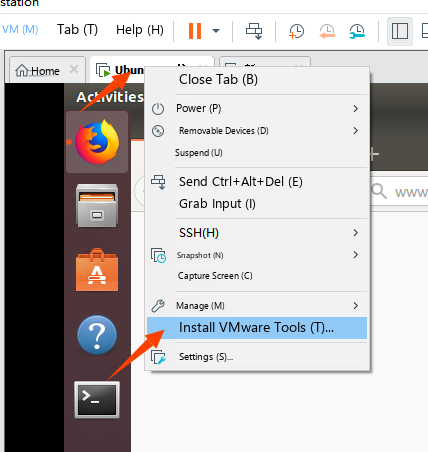 station
VM (M) Tab (T) Help (H)
Home
Activities
Close Tab (B)
Power (P)
Removable Devices (D)
Suspend (U)
Send Ctrl+Alt+Del (E)
Grab Input (I)
www
SSH(H)
Snapshot (N)
Capture Screen (C)
Manage (M)
Install VMware Tools (T)...
Settings (S)...